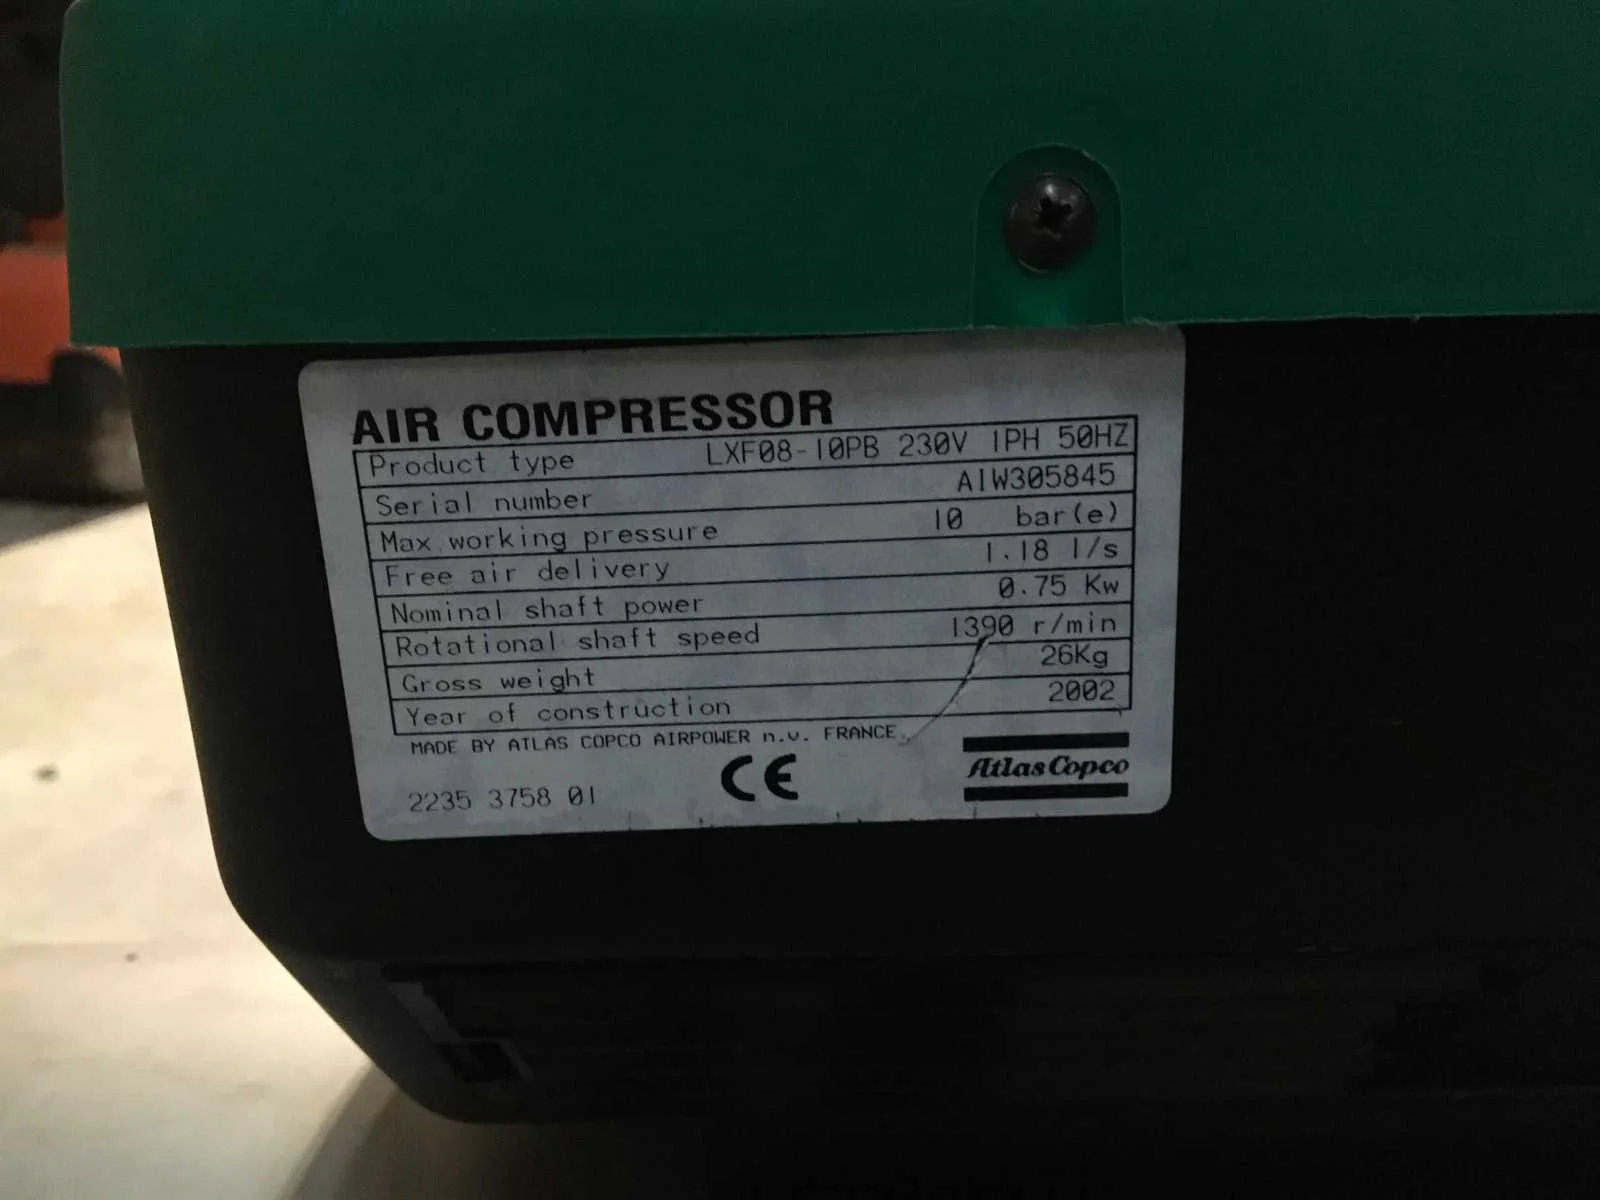 AIR COMPRESSOR
Product type LXF08-10PB 230V 1PH 50HZ
Serial number AIW305845
Max working pressure 10 bar(e)
Free air delivery 1.18 l/s
Nominal shaft power 0.75 Kw
Rotational shaft speed 1390 r/min
Gross weight 26Kg
Year of construction 2002
MADE BY ATLAS COPCO AIRPOWER n.v. FRANCE
2235 3758 01 CE Atlas Copco